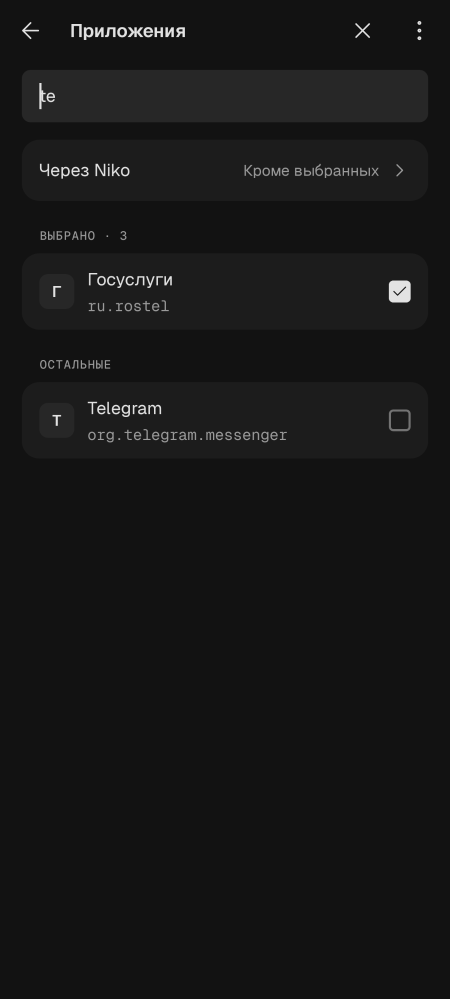 Приложения
te
Через Niko Кроме выбранных
ВЫБРАНО · 3
Г Госуслуги
ru.rostel
ОСТАЛЬНЫЕ
T Telegram
org.telegram.messenger